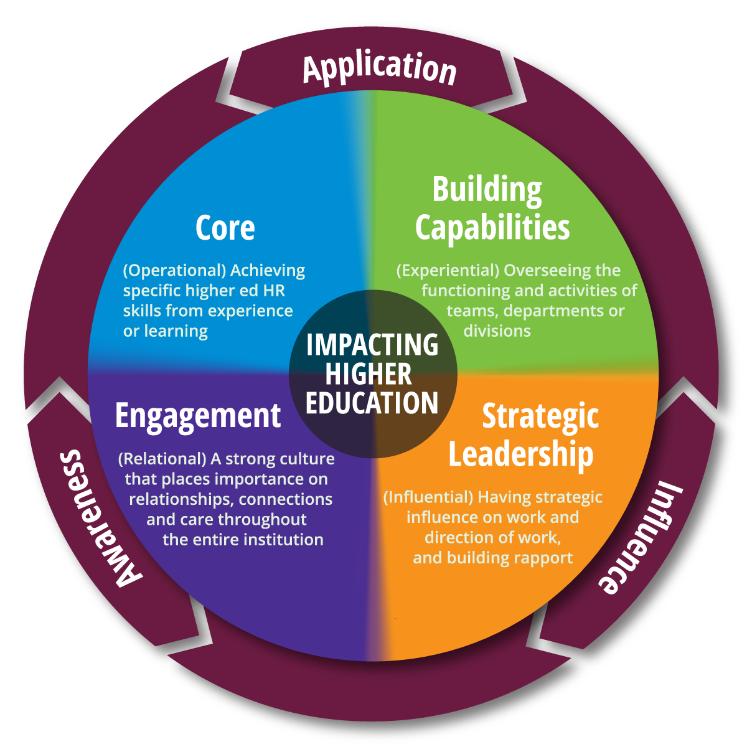 Application
Core
(Operational) Achieving
specific higher ed HR
skills from experience
or learning
Building
Capabilities
(Experiential) Overseeing the
functioning and activities of
teams, departments or
divisions
IMPACTING
HIGHER
EDUCATION
Engagement
(Relational) A strong culture
that places importance on
relationships, connections
and care throughout
the entire institution
Strategic
Leadership
(Influential) Having strategic
influence on work and
direction of work,
and building rapport
Awareness
Influence